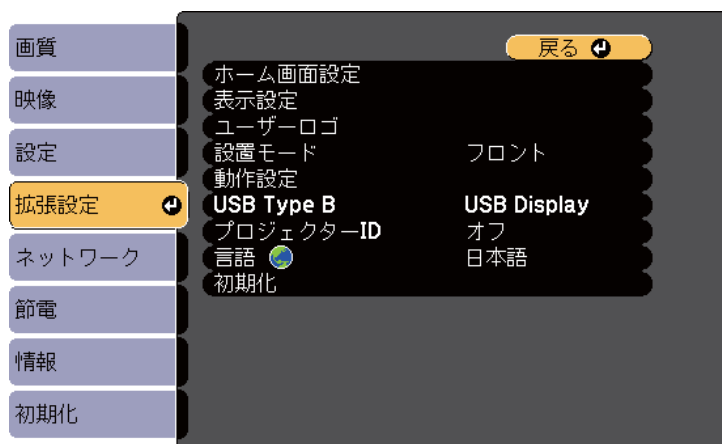 画質
映像
設定
拡張設定
ネットワーク
節電
情報
初期化
戻る
ホーム画面設定
表示設定
ユーザーロゴ
設置モード フロント
動作設定
USB Type B USB Display
プロジェクターID オフ
言語 日本語
初期化